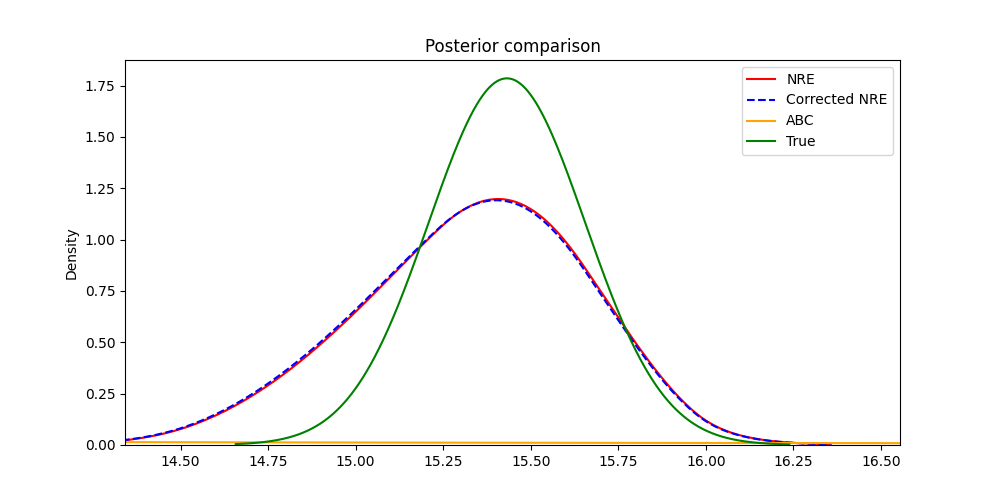 Posterior comparison
NRE
Corrected NRE
ABC
True
Density
1.75
1.50
1.25
1.00
0.75
0.50
0.25
0.00
14.50 14.75 15.00 15.25 15.50 15.75 16.00 16.25 16.50